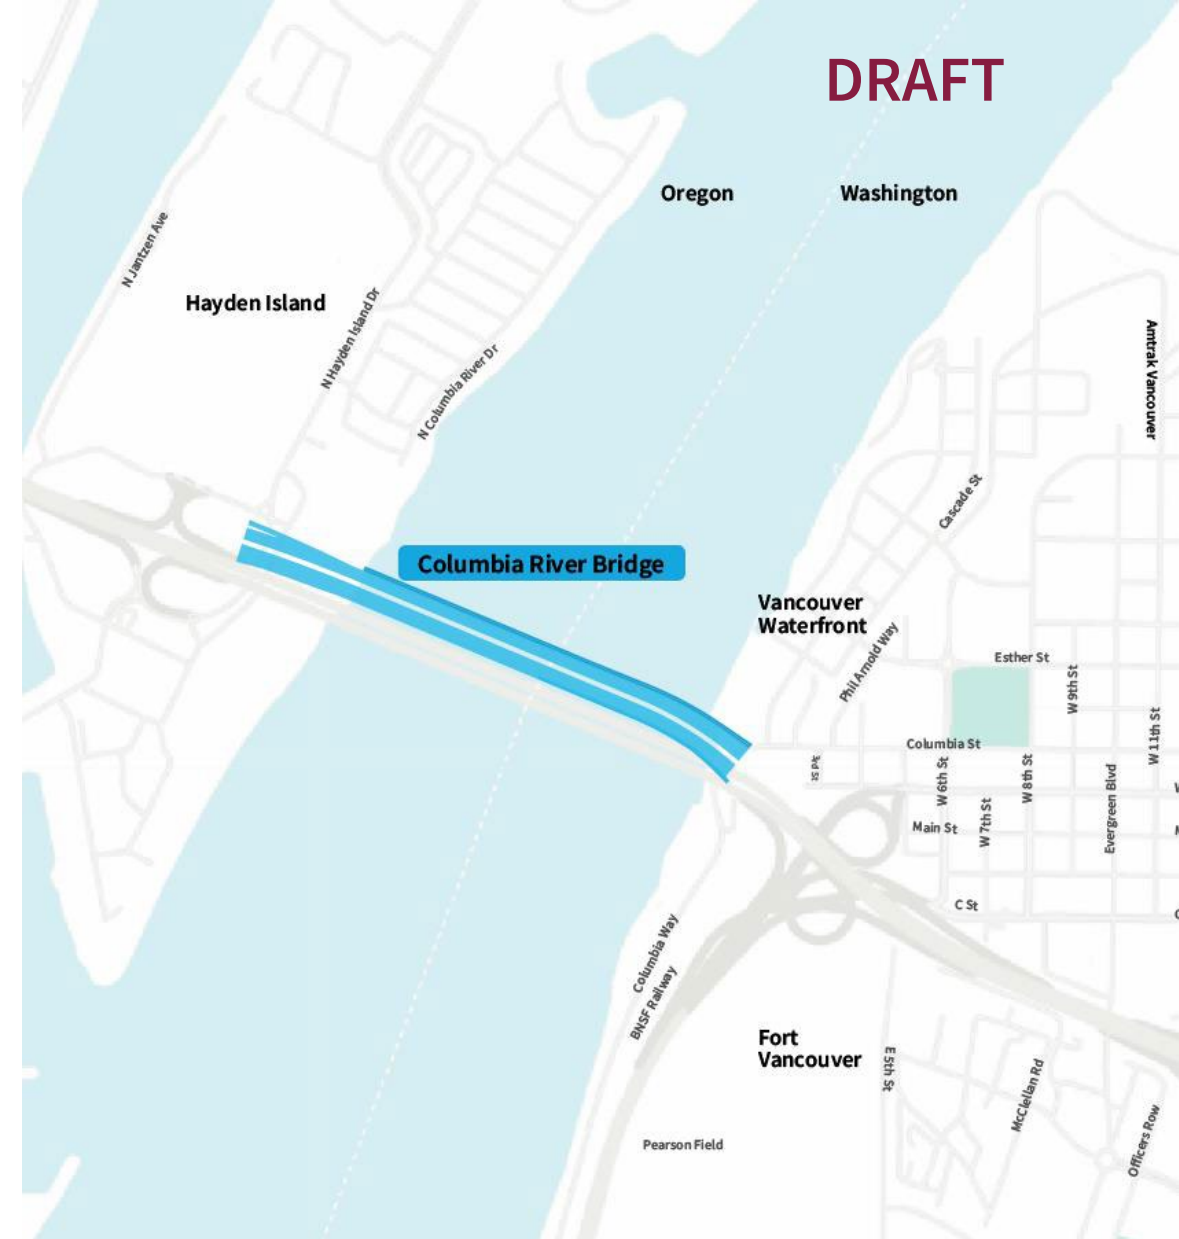 DRAFT
Oregon
Washington
N Jantzen Ave
Hayden Island
N Hayden Island Dr
N Columbia River Dr
Amtrak Vancouver
Cascade St
Columbia River Bridge
Vancouver
Waterfront
Phil Arnold Way
Esther St
W 9th St
W 11th St
Columbia St
3rd St
W 6th St
W 8th St
W 7th St
Evergreen Blvd
Main St
C St
Columbia Way
BNSF Railway
Fort
Vancouver
E 5th St
McClellan Rd
Officers Row
Pearson Field